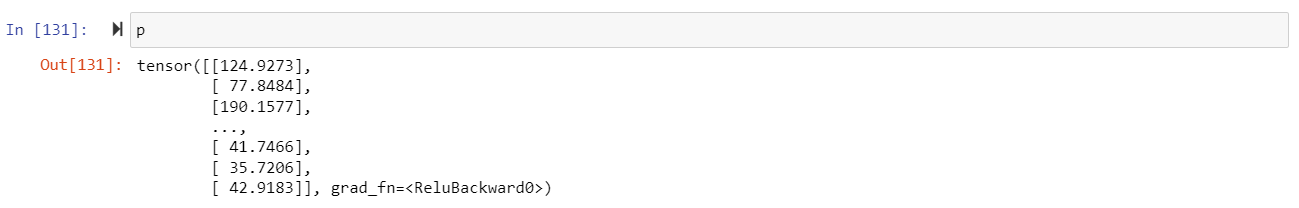 In [131]: p
Out[131]: tensor([[124.9273],
[ 77.8484],
[190.1577],
...,
[ 41.7466],
[ 35.7206],
[ 42.9183]], grad_fn=<ReluBackward0>)